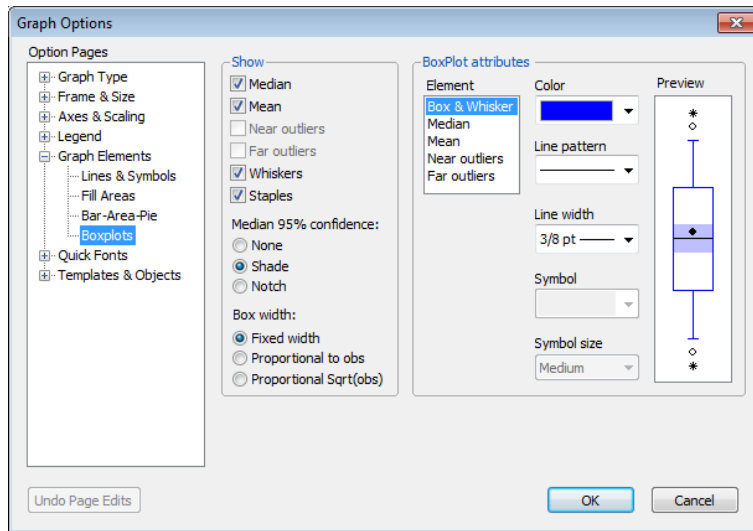 Graph Options
Option Pages
Graph Type
Frame & Size
Axes & Scaling
Legend
Graph Elements
Lines & Symbols
Fill Areas
Bar-Area-Pie
Boxplots
Quick Fonts
Templates & Objects
Show
Median
Mean
Near outliers
Far outliers
Whiskers
Staples
Median 95% confidence:
None
Shade
Notch
Box width:
Fixed width
Proportional to obs
Proportional Sqrt(obs)
BoxPlot attributes
Element
Box & Whisker
Median
Mean
Near outliers
Far outliers
Color
Line pattern
Line width
3/8 pt
Symbol
Symbol size
Medium
Preview
Undo Page Edits
OK
Cancel